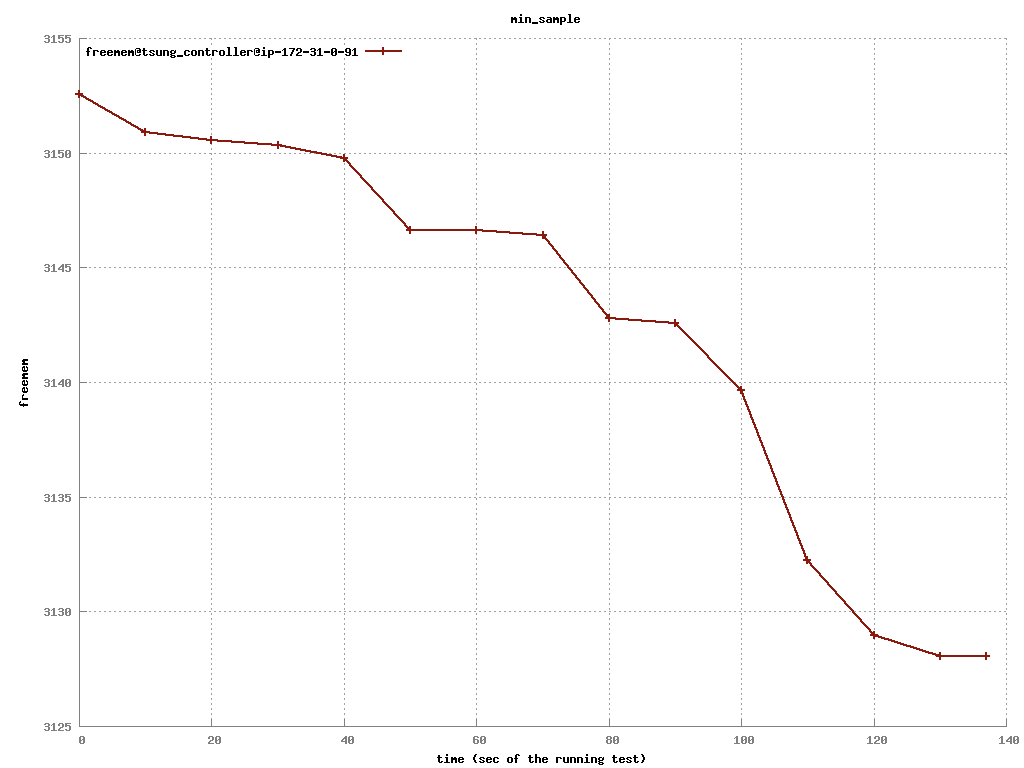 min_sample
3155
freemem@tsung_controller@ip-172-31-0-91
3150
3145
3140
freemem
3135
3130
3125
0 20 40 60 80 100 120 140
time (sec of the running test)